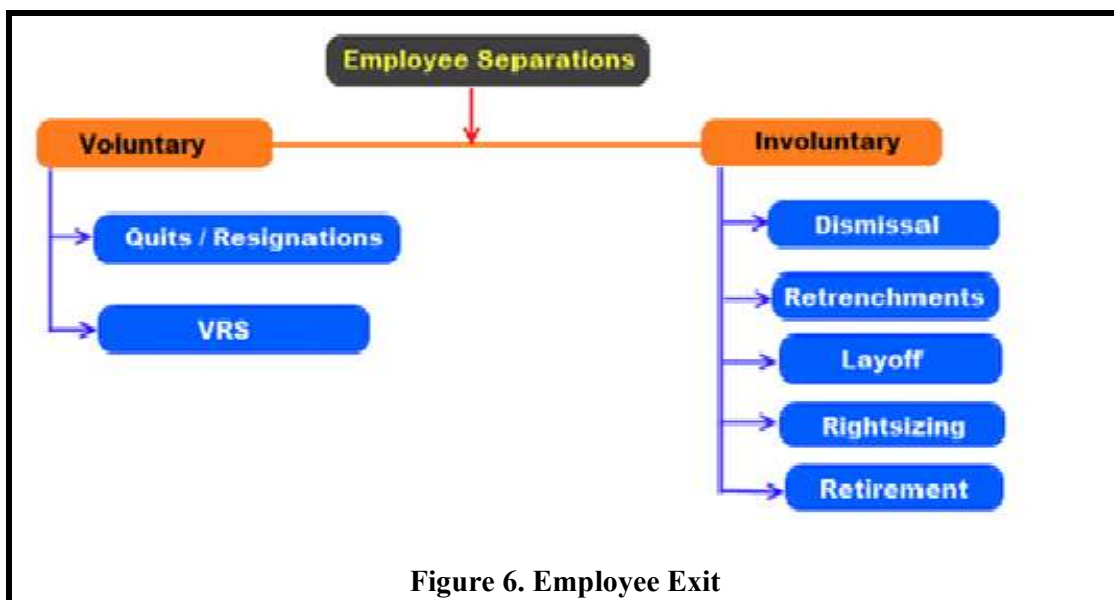 Employee Separations
Voluntary
Quits / Resignations
VRS
Involuntary
Dismissal
Retrenchments
Layoff
Rightsizing
Retirement
Figure 6. Employee Exit